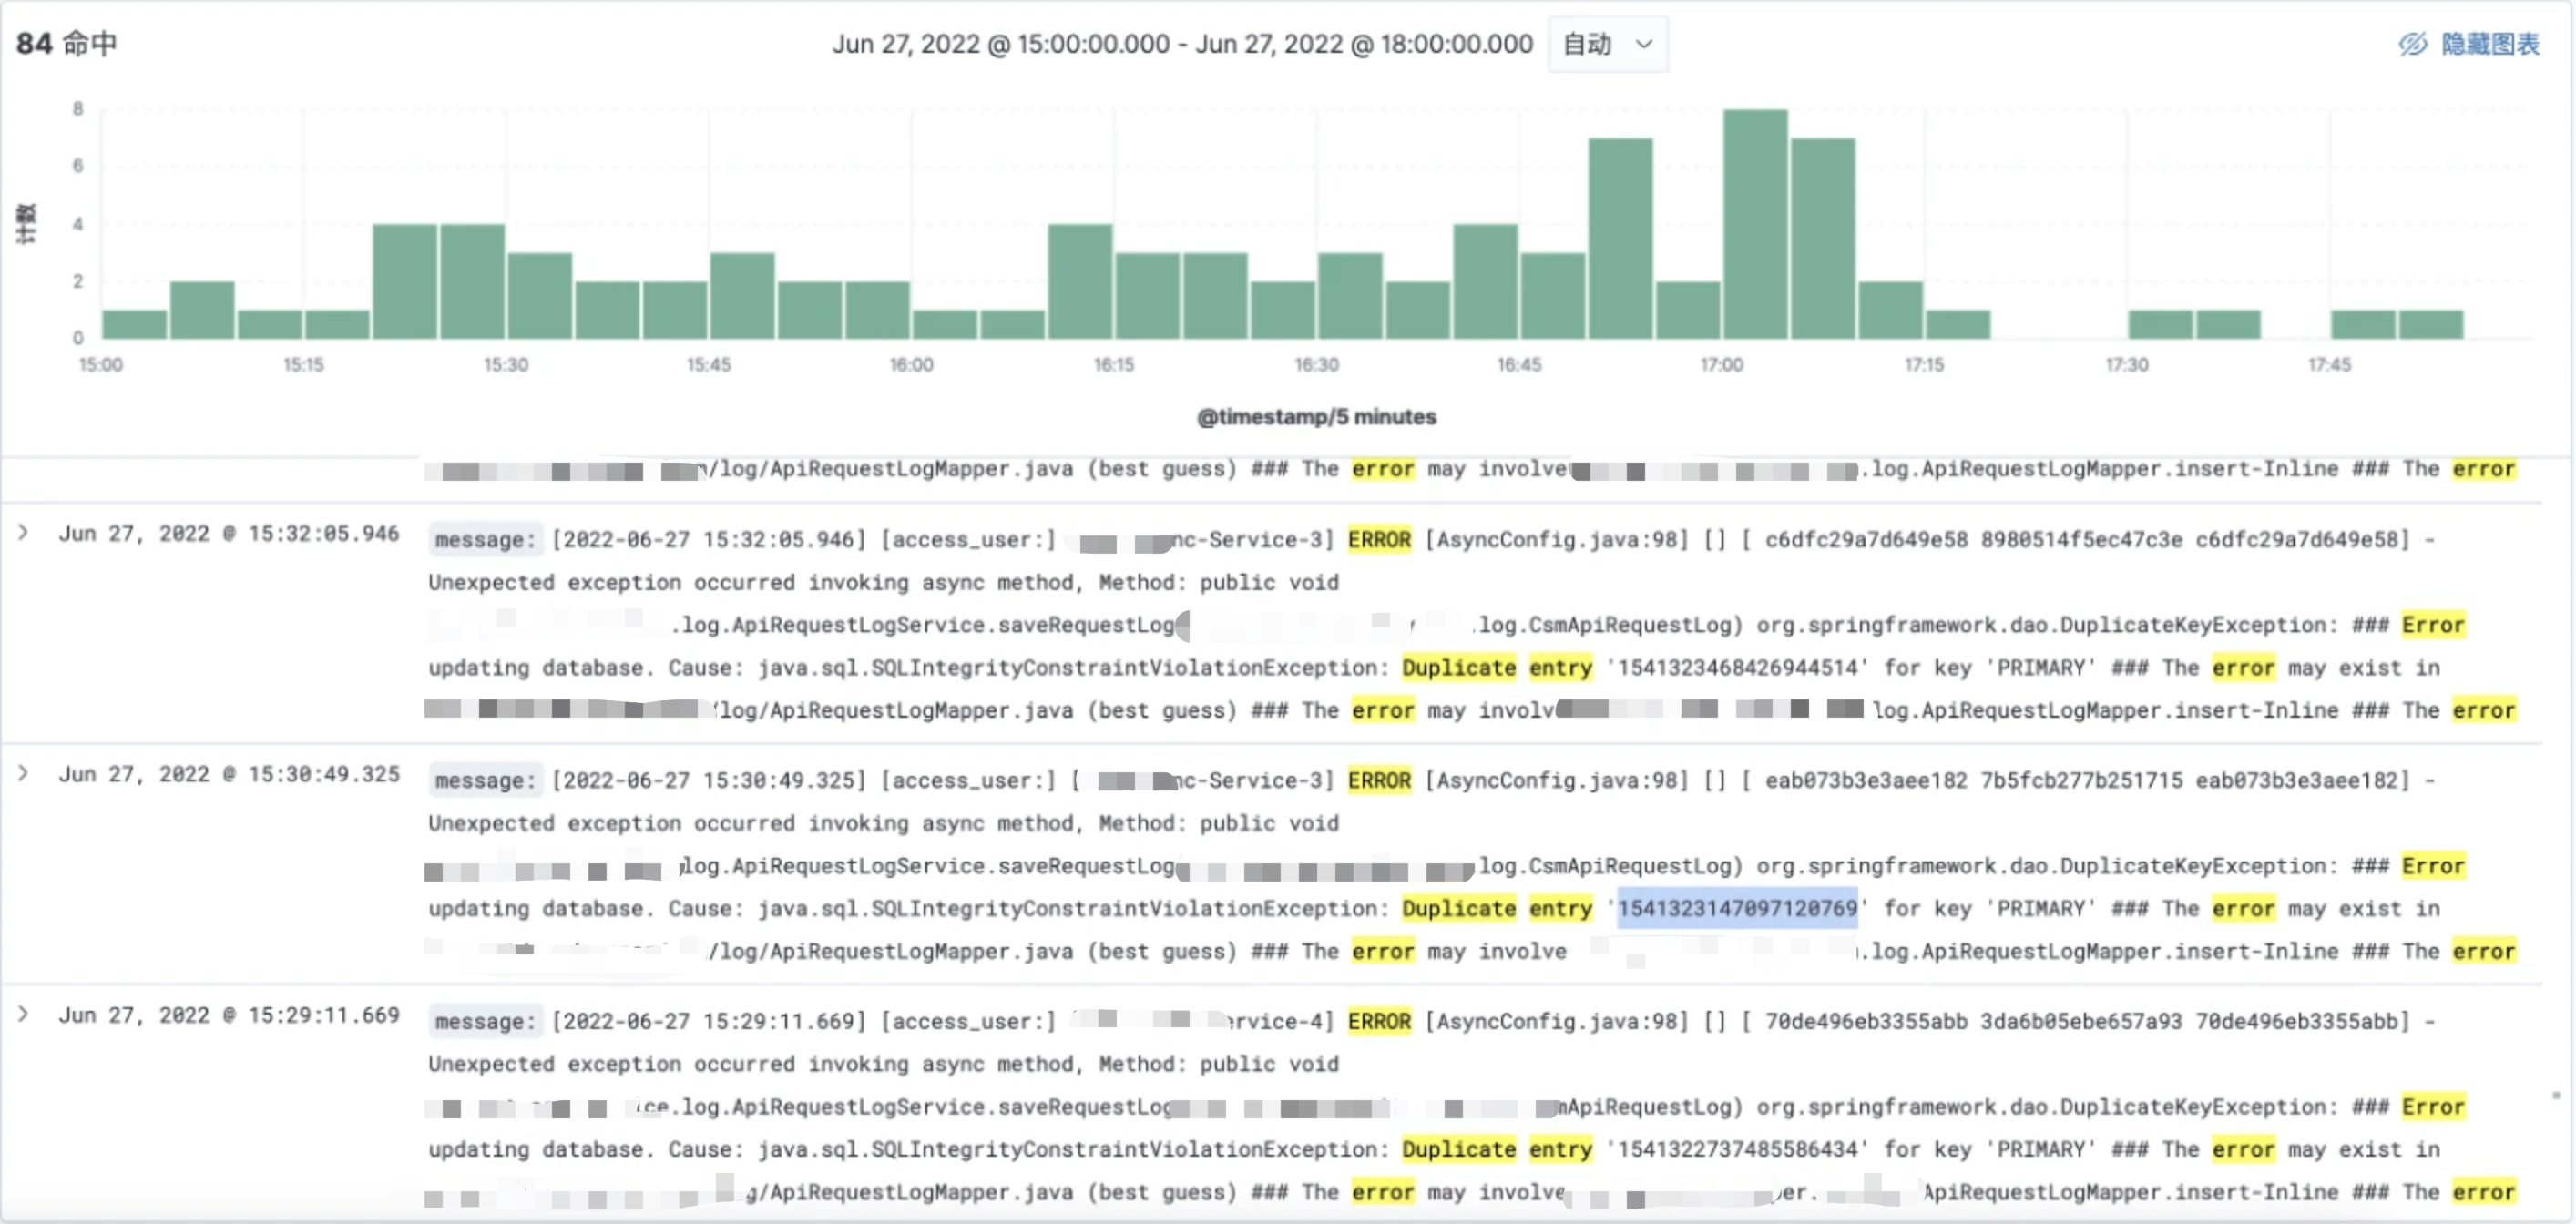 84 命中
Jun 27, 2022 @ 15:00:00.000 - Jun 27, 2022 @ 18:00:00.000
自动
隐藏图表
8
6
4
2
0
计数
15:00 15:15 15:30 15:45 16:00 16:15 16:30 16:45 17:00 17:15 17:30 17:45
@timestamp/5 minutes
/log/ApiRequestLogMapper.java (best guess) ### The error may involve .log.ApiRequestLogMapper.insert-Inline ### The error
Jun 27, 2022 @ 15:32:05.946 message: [2022-06-27 15:32:05.946] [access_user:] nc-Service-3] ERROR [AsyncConfig.java:98] [] [ c6dfc29a7d649e58 8980514f5ec47c3e c6dfc29a7d649e58] -
Unexpected exception occurred invoking async method, Method: public void
.log.ApiRequestLogService.saveRequestLog .log.CsmApiRequestLog) org.springframework.dao.DuplicateKeyException: ### Error
updating database. Cause: java.sql.SQLIntegrityConstraintViolationException: Duplicate entry '1541323468426944514' for key 'PRIMARY' ### The error may exist in
/log/ApiRequestLogMapper.java (best guess) ### The error may involv log.ApiRequestLogMapper.insert-Inline ### The error
Jun 27, 2022 @ 15:30:49.325 message: [2022-06-27 15:30:49.325] [access_user:] [ nc-Service-3] ERROR [AsyncConfig.java:98] [] [ eab073b3e3aee182 7b5fcb277b251715 eab073b3e3aee182] -
Unexpected exception occurred invoking async method, Method: public void
log.ApiRequestLogService.saveRequestLog log.CsmApiRequestLog) org.springframework.dao.DuplicateKeyException: ### Error
updating database. Cause: java.sql.SQLIntegrityConstraintViolationException: Duplicate entry '1541323147097120769' for key 'PRIMARY' ### The error may exist in
/log/ApiRequestLogMapper.java (best guess) ### The error may involve .log.ApiRequestLogMapper.insert-Inline ### The error
Jun 27, 2022 @ 15:29:11.669 message: [2022-06-27 15:29:11.669] [access_user:] ervice-4] ERROR [AsyncConfig.java:98] [] [ 70de496eb3355abb 3da6b05ebe657a93 70de496eb3355abb] -
Unexpected exception occurred invoking async method, Method: public void
ce.log.ApiRequestLogService.saveRequestLog mApiRequestLog) org.springframework.dao.DuplicateKeyException: ### Error
updating database. Cause: java.sql.SQLIntegrityConstraintViolationException: Duplicate entry '1541322737485586434' for key 'PRIMARY' ### The error may exist in
g/ApiRequestLogMapper.java (best guess) ### The error may involve er. ApiRequestLogMapper.insert-Inline ### The error